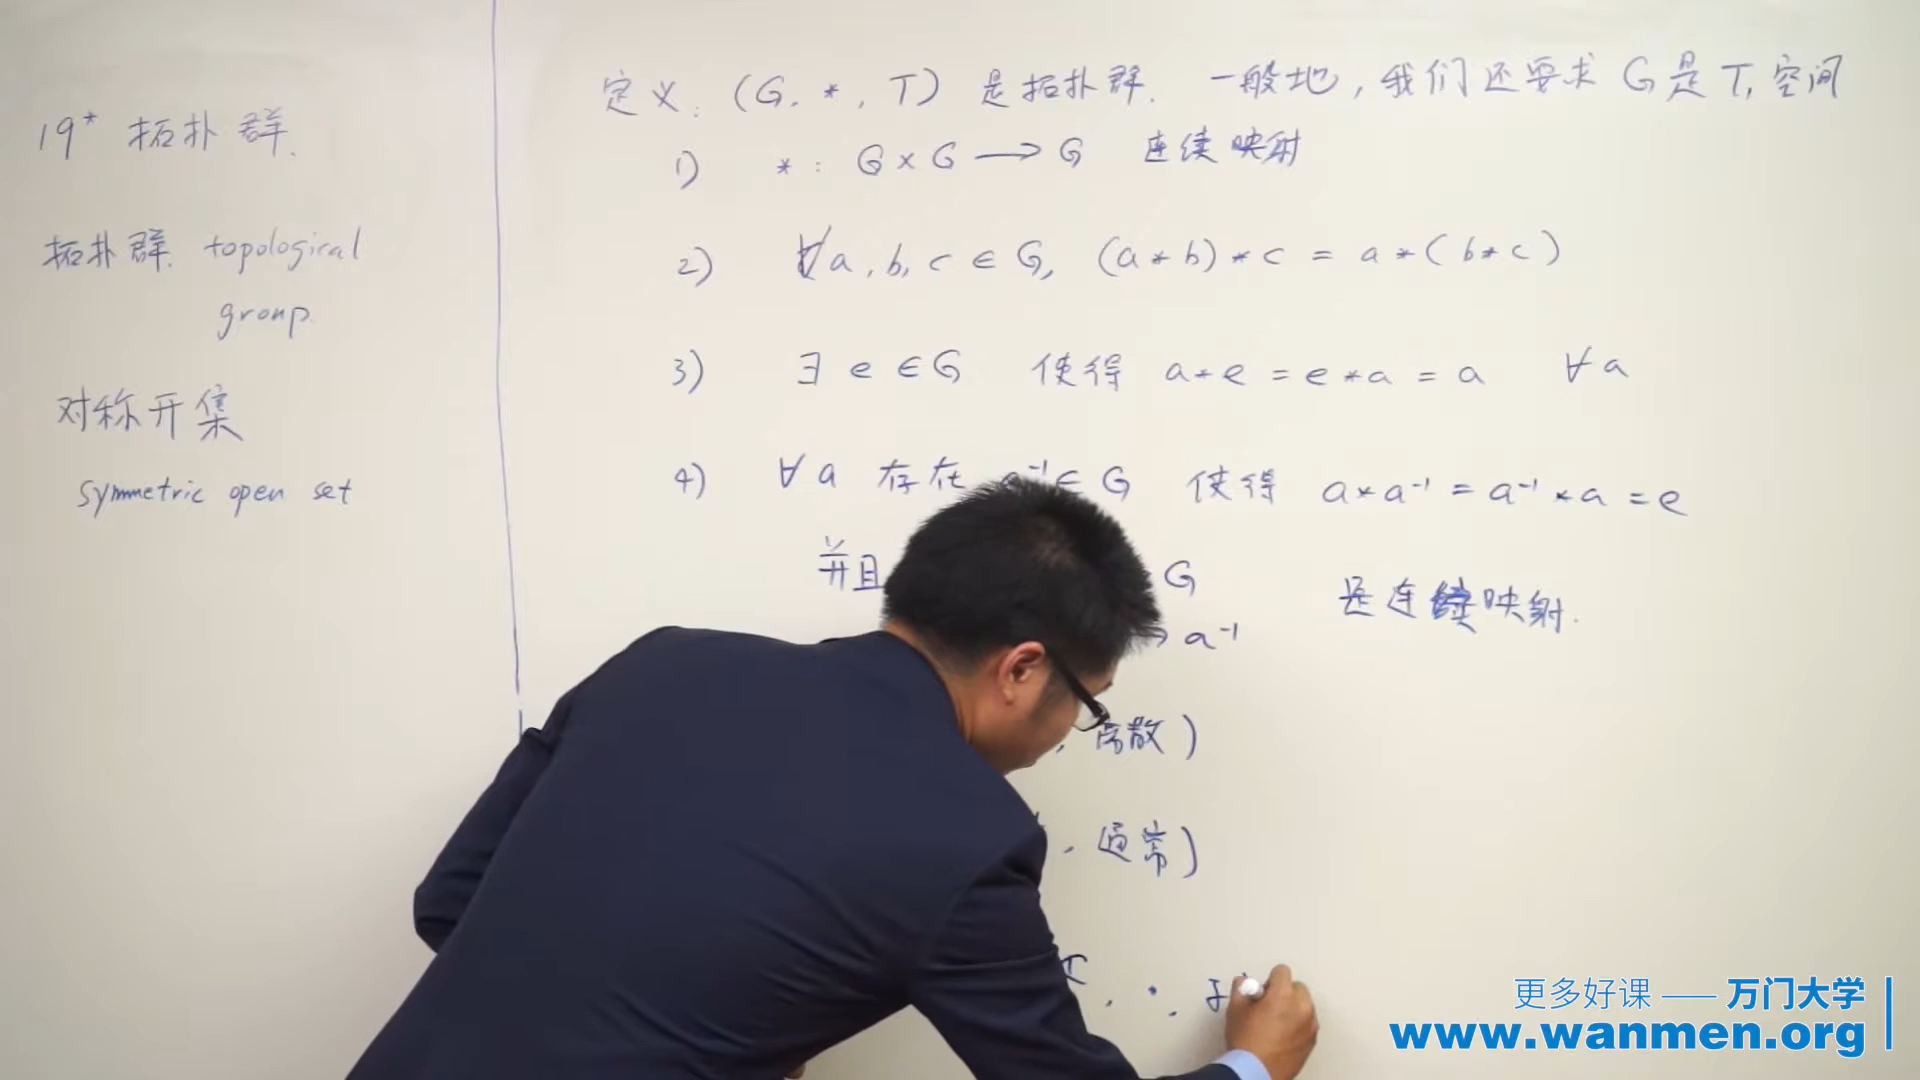 19* 拓扑群.
拓扑群. topological
group.
对称开集
symmetric open set
定义: (G, *, T) 是拓扑群. 一般地, 我们还要求 G是 T₁ 空间
1) *: G × G → G 连续映射
2) ∀a, b, c ∈ G, (a * b) * c = a * (b * c)
3) ∃ e ∈ G 使得 a * e = e * a = a ∀a
4) ∀a 存在 a⁻¹ ∈ G 使得 a * a⁻¹ = a⁻¹ * a = e
并且 G 是连续映射.
→ a⁻¹
, 离散)
, 通常)
更多好课 —— 万门大学
www.wanmen.org